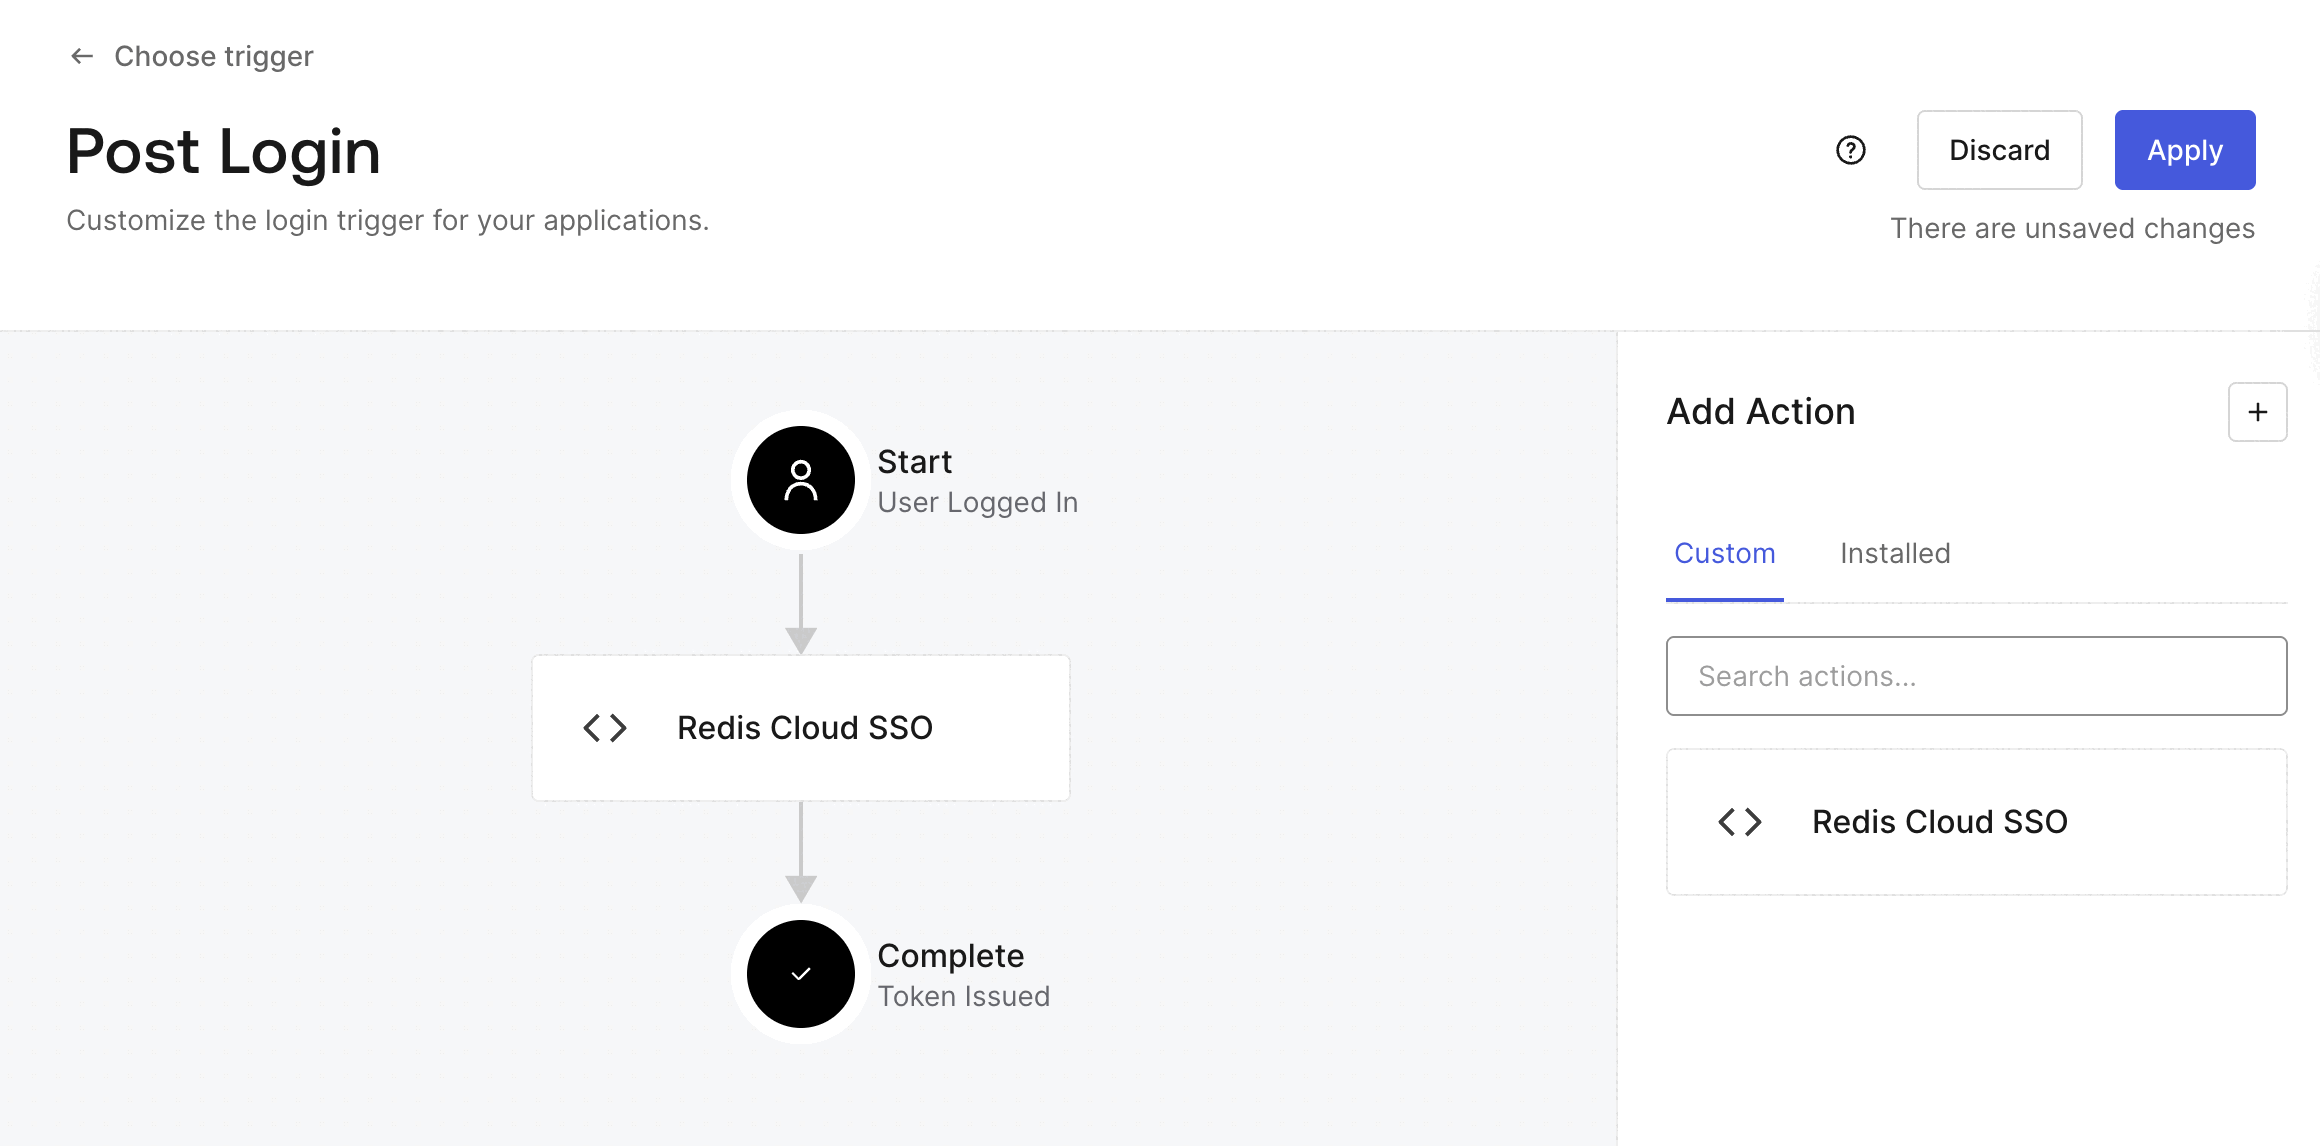 Choose trigger
Post Login
Customize the login trigger for your applications.
Discard
Apply
There are unsaved changes
Start
User Logged In
Redis Cloud SSO
Complete
Token Issued
Add Action
Custom
Installed
Search actions...
Redis Cloud SSO